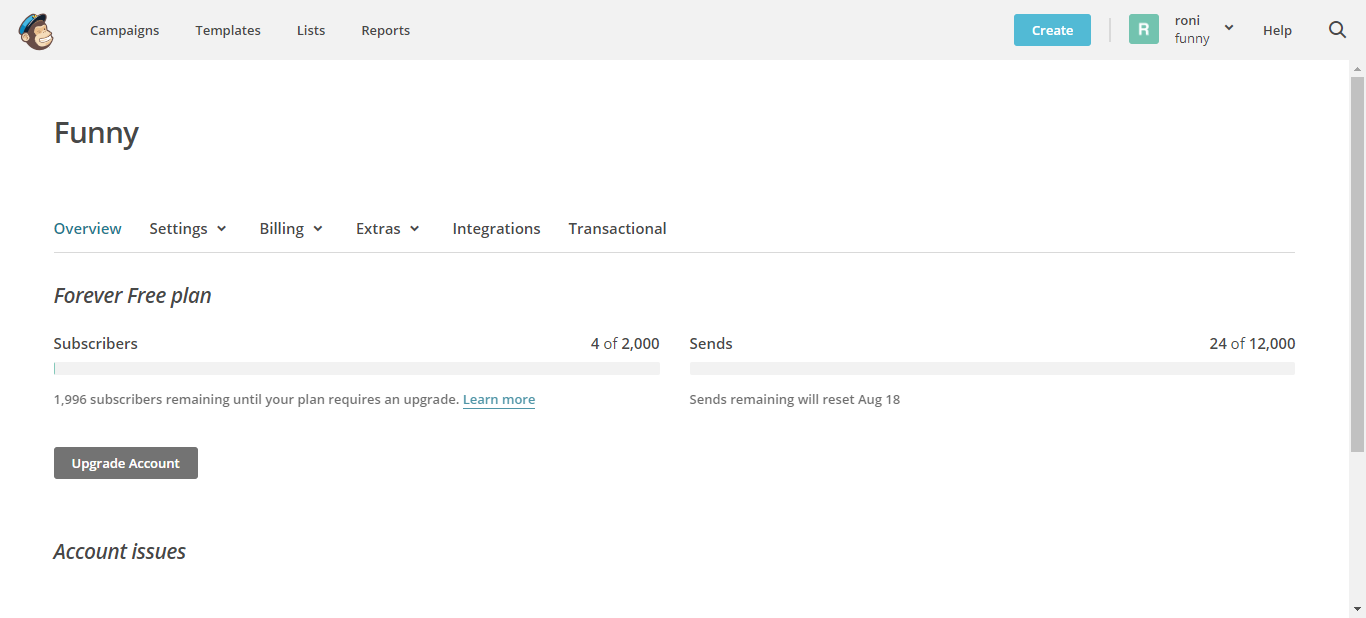 Campaigns Templates Lists Reports Create R roni funny Help
Funny
Overview Settings Billing Extras Integrations Transactional
Forever Free plan
Subscribers 4 of 2,000 Sends 24 of 12,000
1,996 subscribers remaining until your plan requires an upgrade. Learn more Sends remaining will reset Aug 18
Upgrade Account
Account issues